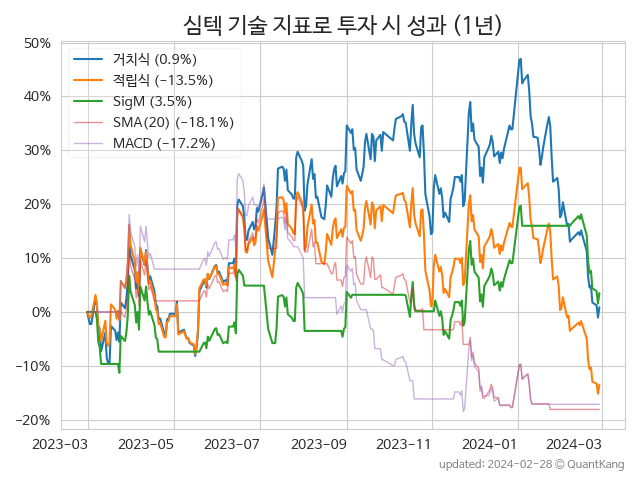 심텍 기술 지표로 투자 시 성과 (1년)
50%
40%
30%
20%
10%
0%
−10%
−20%
거치식 (0.9%)
적립식 (−13.5%)
SigM (3.5%)
SMA(20) (−18.1%)
MACD (−17.2%)
2023-03 2023-05 2023-07 2023-09 2023-11 2024-01 2024-03
updated: 2024-02-28 © QuantKang